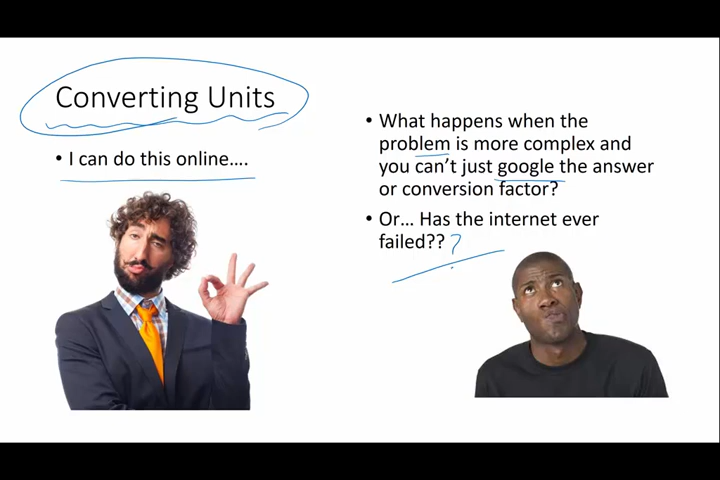 Converting Units
• I can do this online….
• What happens when the
problem is more complex and
you can't just google the answer
or conversion factor?
• Or… Has the internet ever
failed?? ?